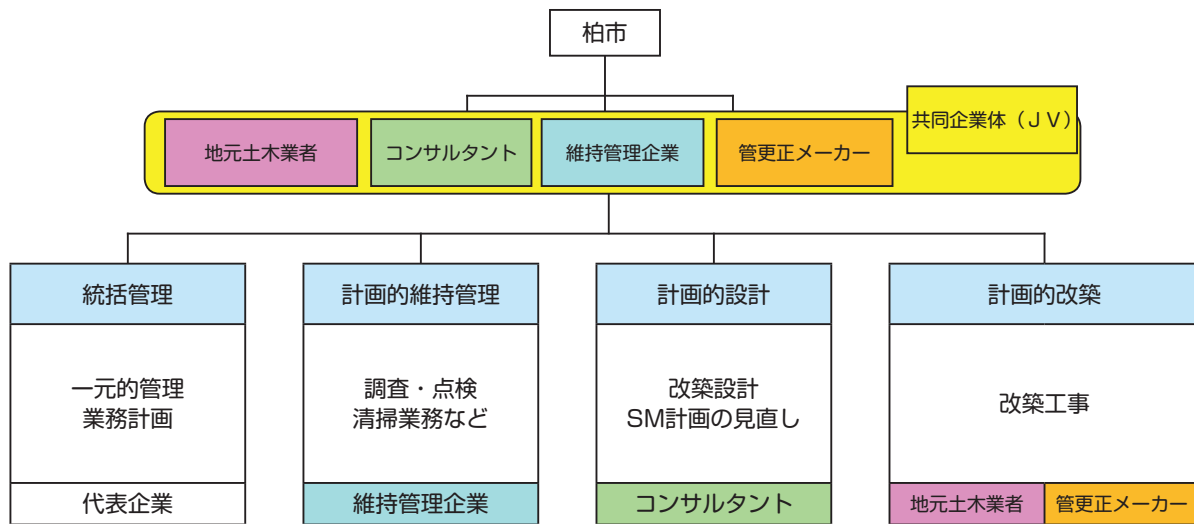 柏市
共同企業体（ＪＶ）
地元土木業者
コンサルタント
維持管理企業
管更正メーカー
統括管理
一元的管理
業務計画
代表企業
計画的維持管理
調査・点検
清掃業務など
維持管理企業
計画的設計
改築設計
SM計画の見直し
コンサルタント
計画的改築
改築工事
地元土木業者
管更正メーカー